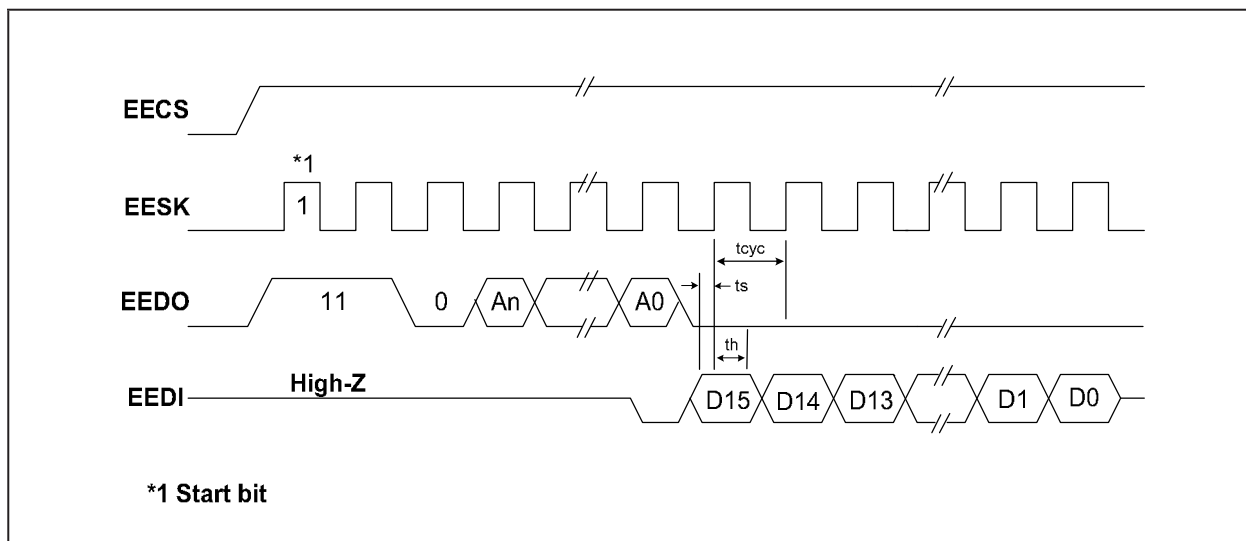 EECS
*1
EESK
1
tcyc
EEDO
11
0
An
A0
ts
th
EEDI
High-Z
D15
D14
D13
D1
D0
*1 Start bit